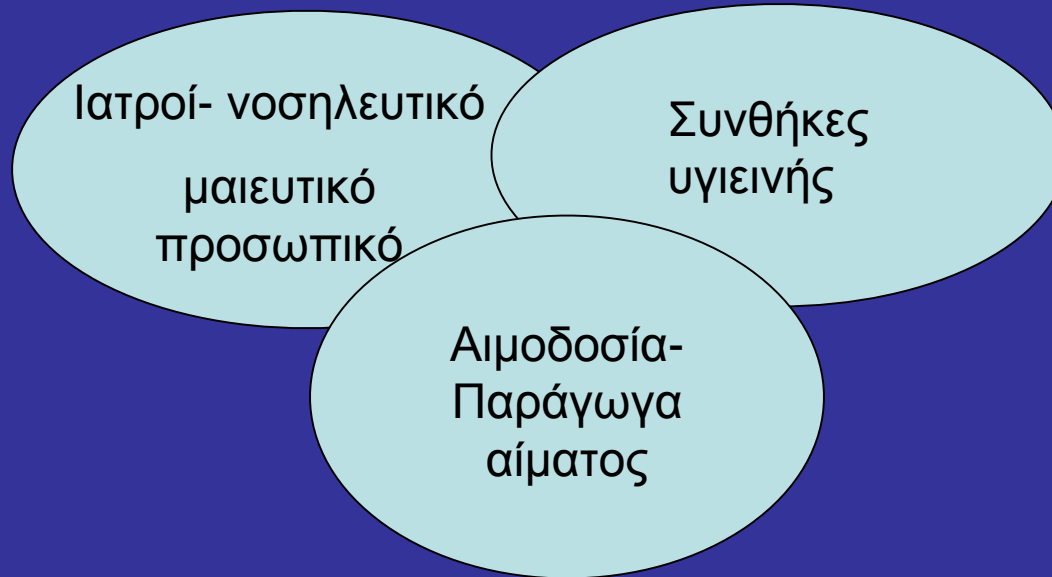 Ιατροί- νοσηλευτικό
μαιευτικό
προσωπικό
Συνθήκες
υγιεινής
Αιμοδοσία-
Παράγωγα
αίματος